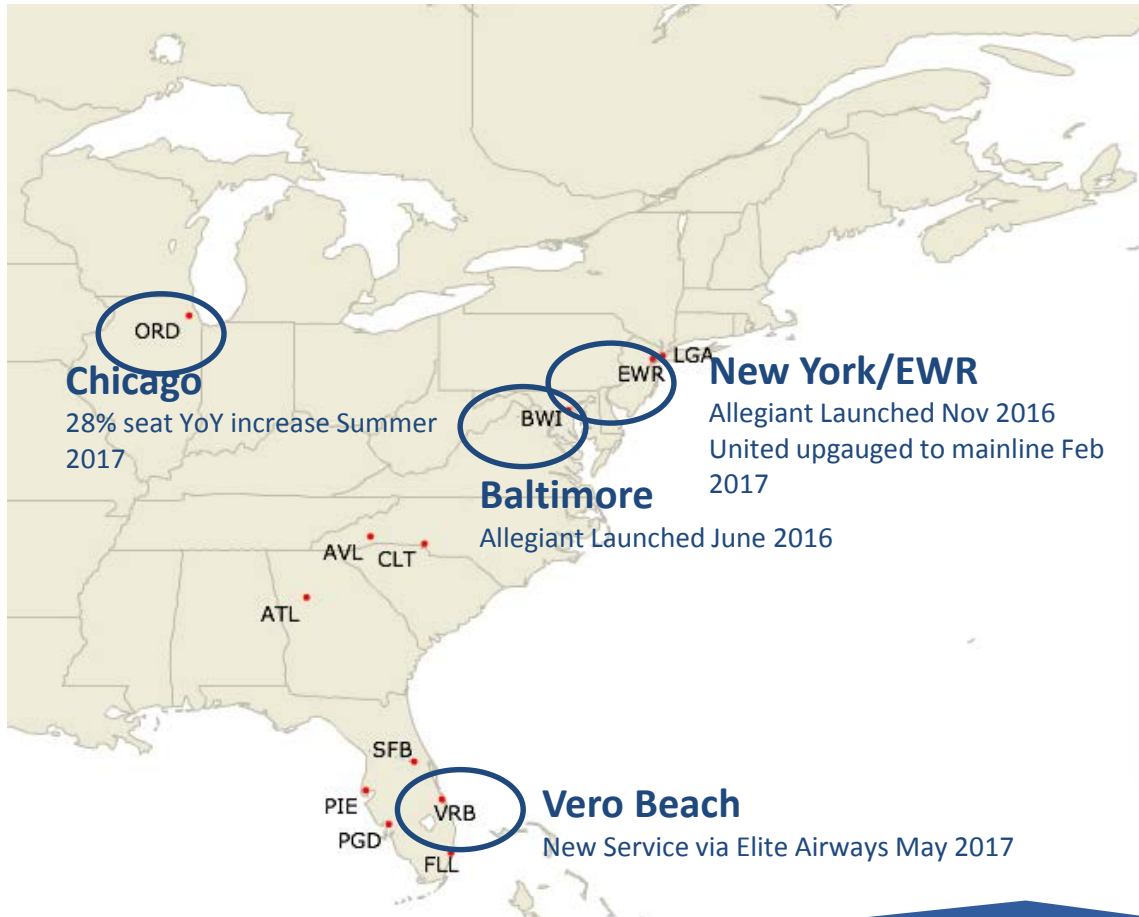 ORD
Chicago
28% seat YoY increase Summer
2017
LGA
EWR
New York/EWR
Allegiant Launched Nov 2016
United upgauged to mainline Feb
2017
BWI
Baltimore
Allegiant Launched June 2016
AVL
CLT
ATL
SFB
PIE
VRB
PGD
FLL
Vero Beach
New Service via Elite Airways May 2017